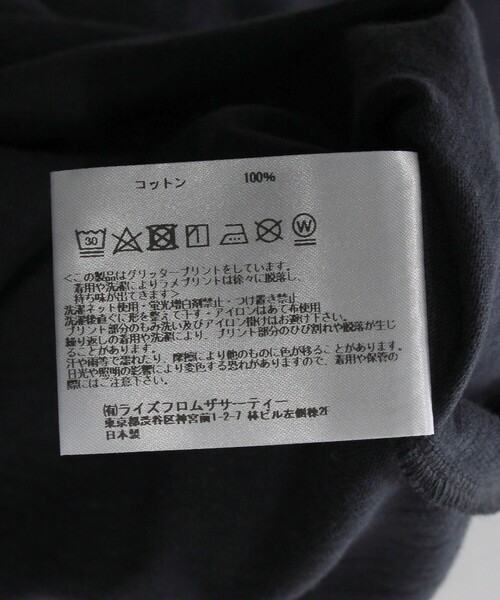 コットン 100%
30 W
<この製品はグリッタープリントをしています。
着用や洗濯によりラメプリントは徐々に脱落し、
持ち味が出てきます>
洗濯ネット使用・蛍光増白剤禁止・つけ置き禁止
洗濯後直ぐに形を整えて干す・アイロンはあて布使用
プリント部分のもみ洗い及びアイロン掛けはお避け下さい。
繰り返しの着用や洗濯により、プリント部分のひび割れや脱落が生じ
ることがあります。
汗や雨等で濡れたり、摩擦により他のものに色が移ることがあります。
日光や照明の影響により変色する恐れがありますので、着用や保管の
際にはご注意下さい。
(有)ライズフロムザサーティー
東京都渋谷区神宮前1-2-7 林ビル左側棟2F
日本製